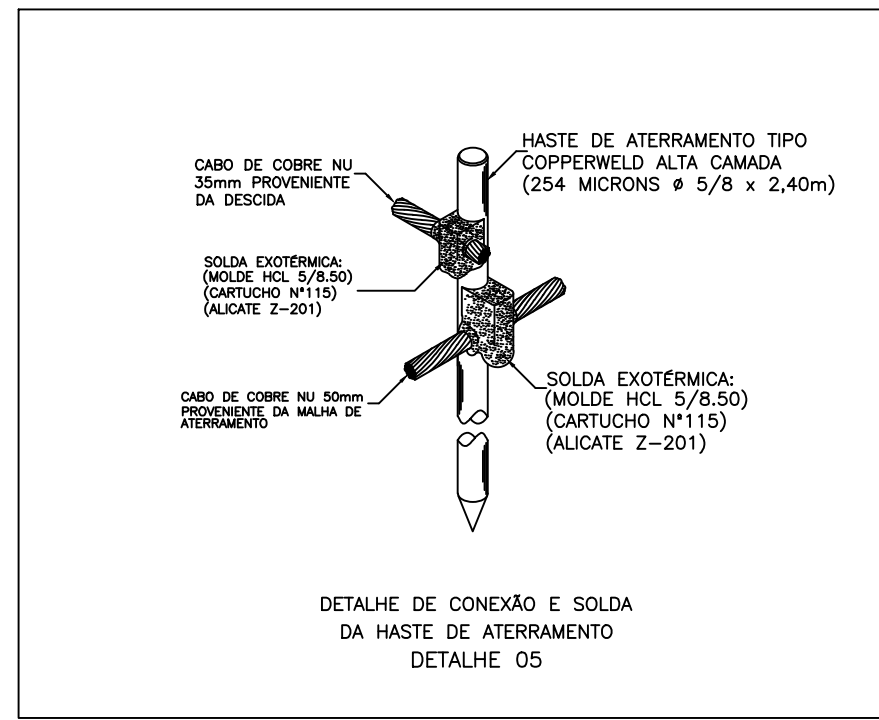 HASTE DE ATERRAMENTO TIPO
COPPERWELD ALTA CAMADA
(254 MICRONS ø 5/8 x 2,40m)
CABO DE COBRE NU
35mm PROVENIENTE
DA DESCIDA
SOLDA EXOTÉRMICA:
(MOLDE HCL 5/8.50)
(CARTUCHO N°115)
(ALICATE Z-201)
CABO DE COBRE NU 50mm
PROVENIENTE DA MALHA DE
ATERRAMENTO
SOLDA EXOTÉRMICA:
(MOLDE HCL 5/8.50)
(CARTUCHO N°115)
(ALICATE Z-201)
DETALHE DE CONEXÃO E SOLDA
DA HASTE DE ATERRAMENTO
DETALHE 05